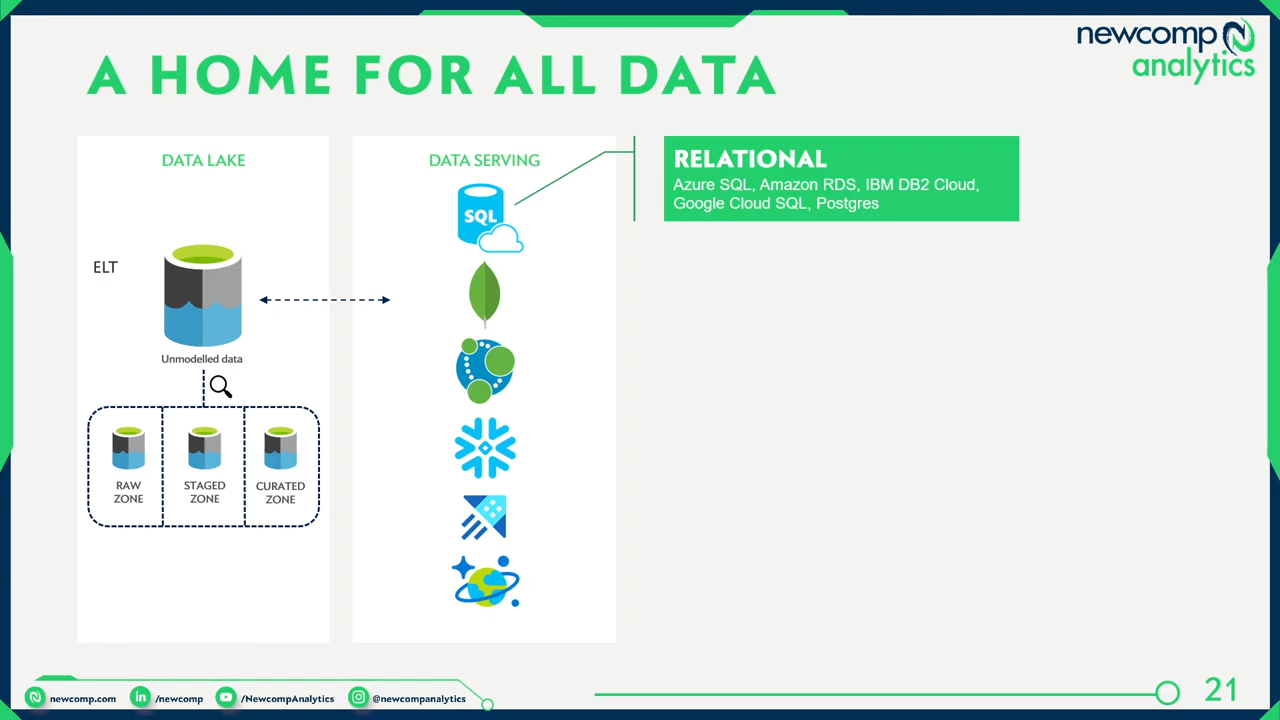 newcomp
analytics
A HOME FOR ALL DATA
DATA LAKE
ELT
Unmodelled data
RAW
ZONE
STAGED
ZONE
CURATED
ZONE
DATA SERVING
SQL
RELATIONAL
Azure SQL, Amazon RDS, IBM DB2 Cloud,
Google Cloud SQL, Postgres
newcomp.com
/newcomp
/NewcompAnalytics
@newcompanalytics
21